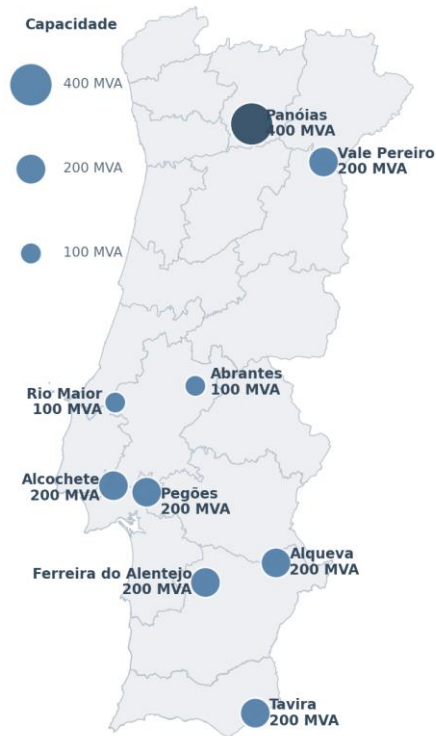 Capacidade
400 MVA
200 MVA
100 MVA
Panóias
400 MVA
Vale Pereiro
200 MVA
Abrantes
100 MVA
Rio Maior
100 MVA
Alcochete
200 MVA
Pegões
200 MVA
Alqueva
200 MVA
Ferreira do Alentejo
200 MVA
Tavira
200 MVA